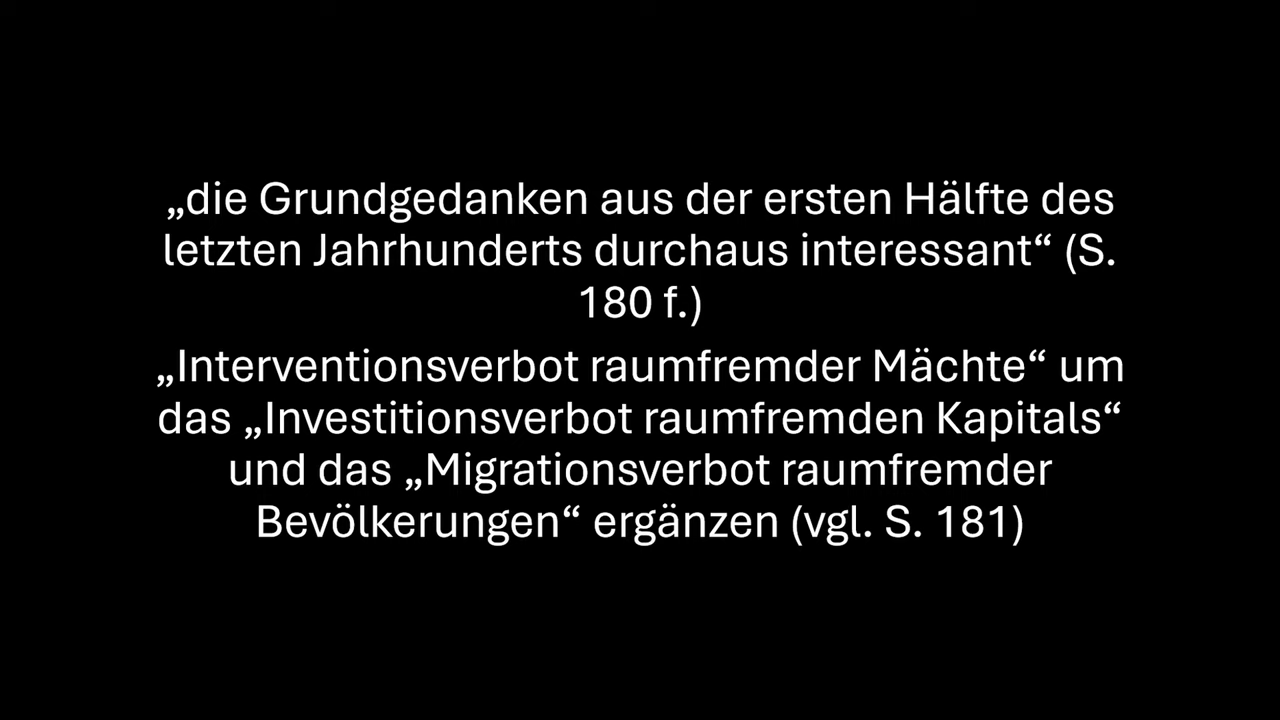 „die Grundgedanken aus der ersten Hälfte des
letzten Jahrhunderts durchaus interessant“ (S.
180 f.)
„Interventionsverbot raumfremder Mächte“ um
das „Investitionsverbot raumfremden Kapitals“
und das „Migrationsverbot raumfremder
Bevölkerungen“ ergänzen (vgl. S. 181)